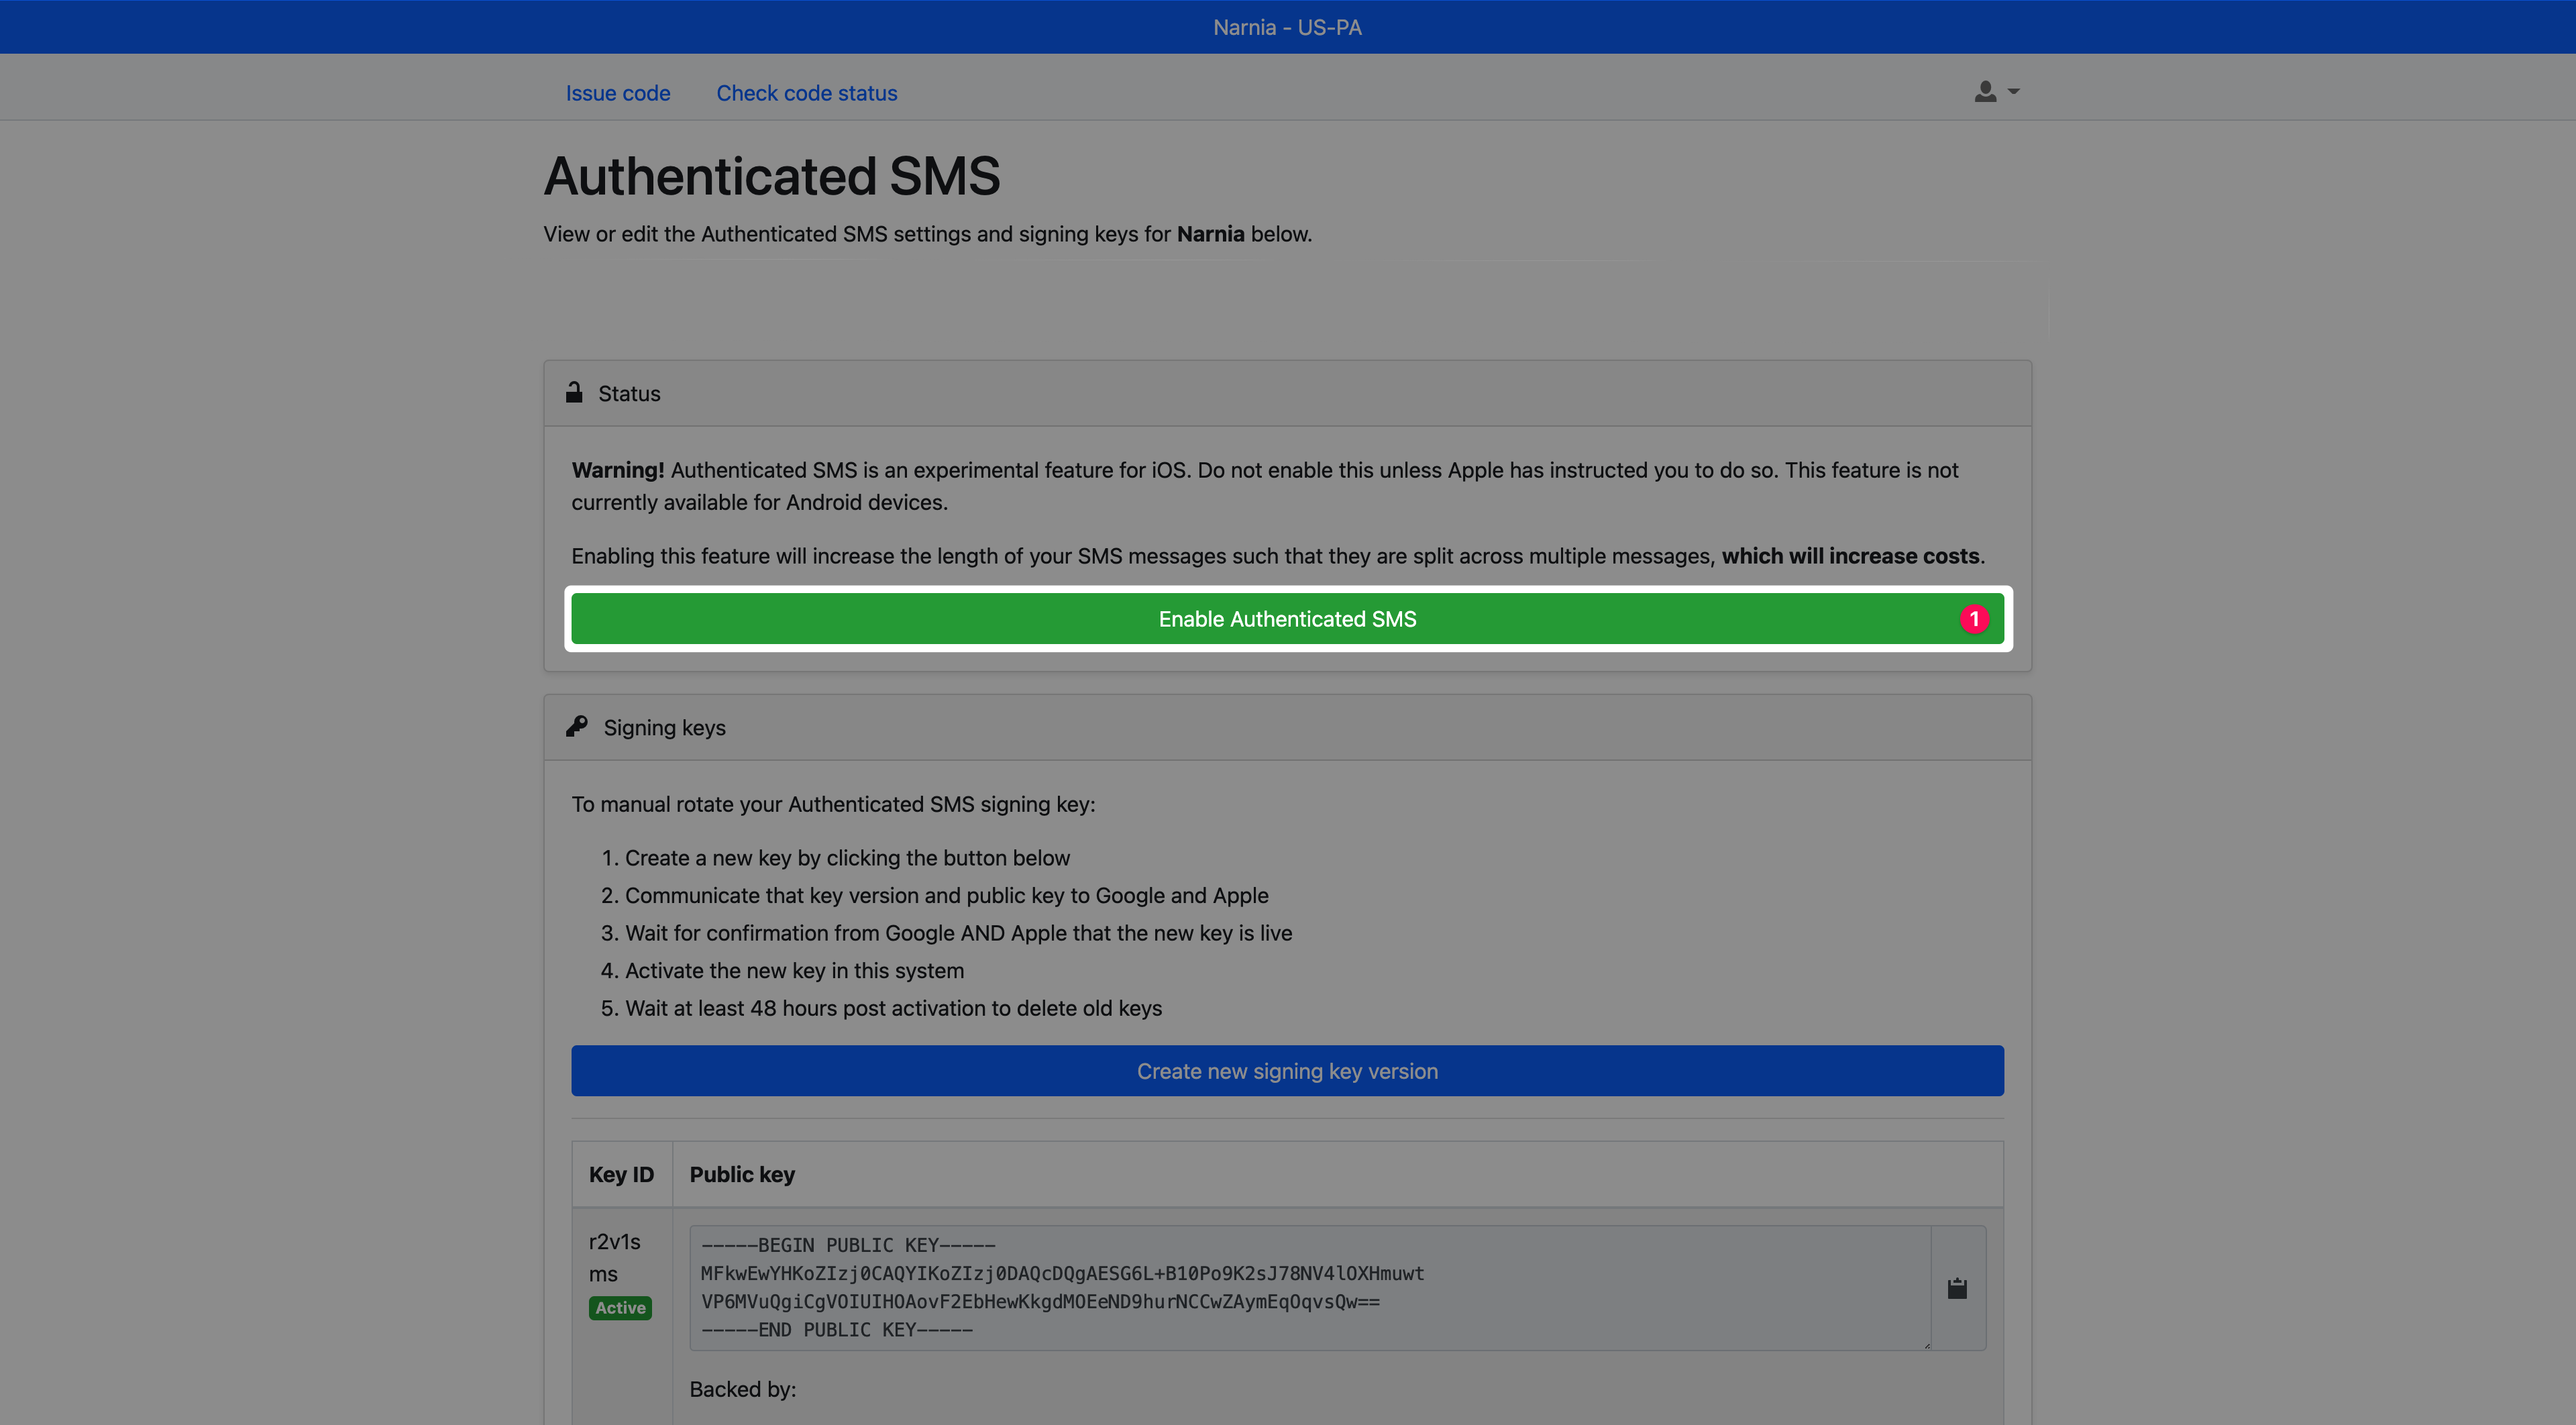 Narnia - US-PA
Issue code
Check code status
Authenticated SMS
View or edit the Authenticated SMS settings and signing keys for Narnia below.
Status
Warning! Authenticated SMS is an experimental feature for iOS. Do not enable this unless Apple has instructed you to do so. This feature is not
currently available for Android devices.
Enabling this feature will increase the length of your SMS messages such that they are split across multiple messages, which will increase costs.
Enable Authenticated SMS
1
Signing keys
To manual rotate your Authenticated SMS signing key:
1. Create a new key by clicking the button below
2. Communicate that key version and public key to Google and Apple
3. Wait for confirmation from Google AND Apple that the new key is live
4. Activate the new key in this system
5. Wait at least 48 hours post activation to delete old keys
Create new signing key version
Key ID
Public key
r2v1s
ms
Active
-----BEGIN PUBLIC KEY-----
MFkwEwYHKoZIzj0CAQYIKoZIzj0DAQcDQgAESG6L+B10Po9K2sJ78NV4lOXHmuwt
VP6MVuQgiCgVOIUIHOAovF2EbHewKkgdMOEeND9hurNCCwZAymEqOqvsQw==
-----END PUBLIC KEY-----
Backed by: